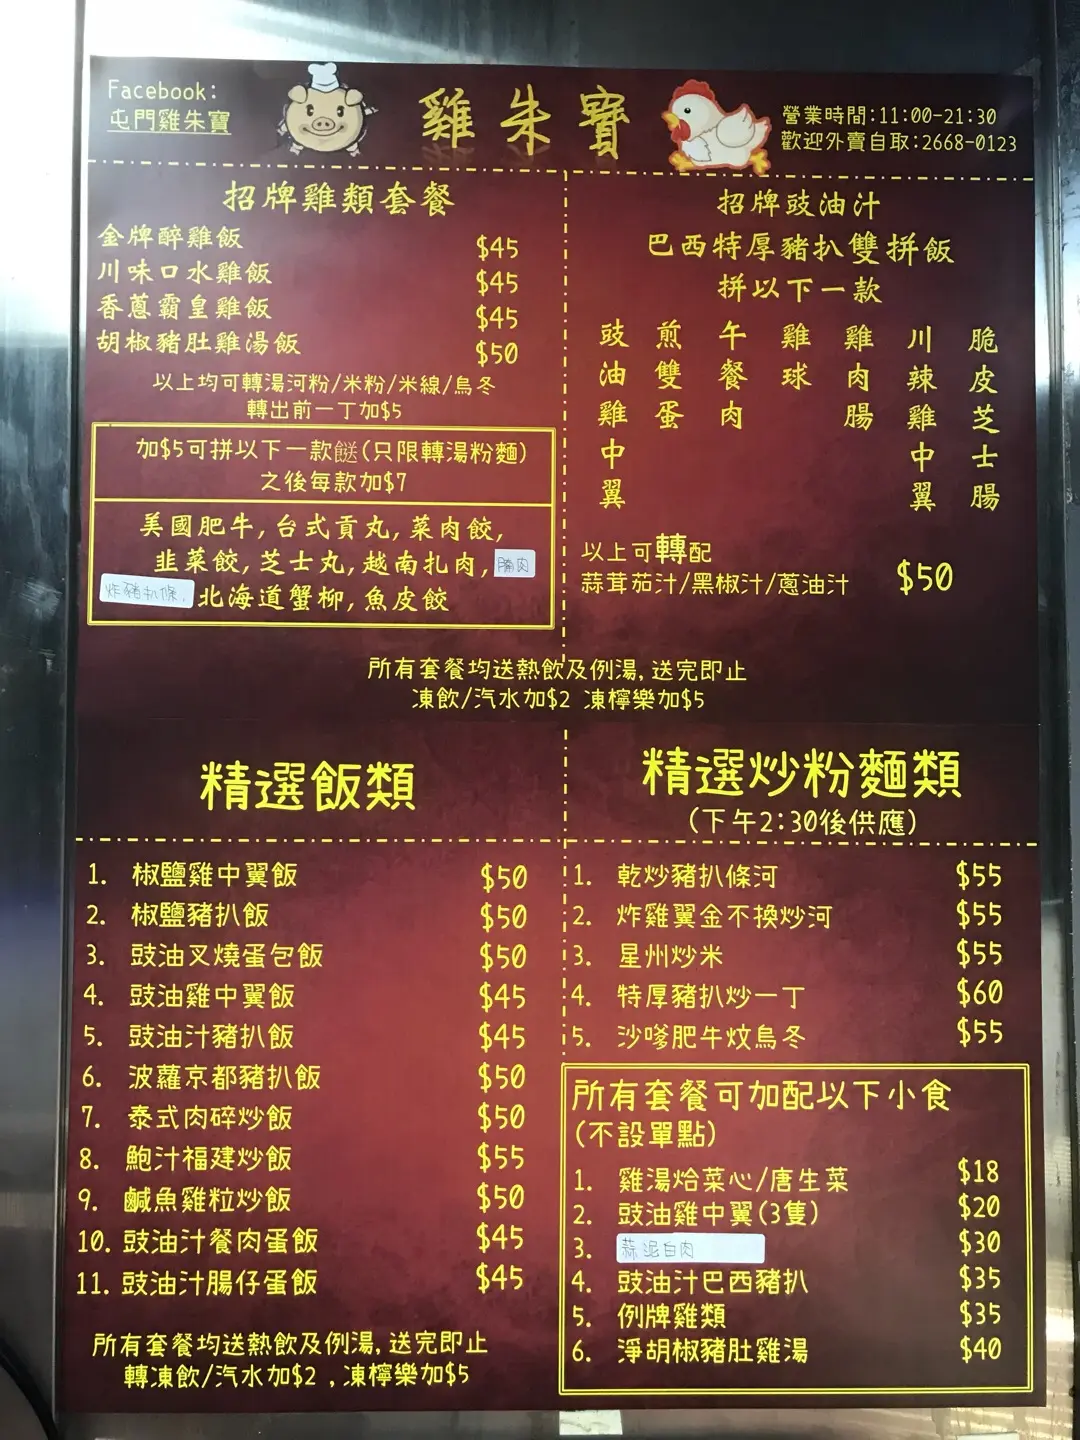 Facebook:
屯門雞朱寶
雞朱寶
營業時間:11:00-21:30
歡迎外賣自取:2668-0123
招牌雞類套餐
金牌醉雞飯 $45
川味口水雞飯 $45
香蔥霸皇雞飯 $45
胡椒豬肚雞湯飯 $50
以上均可轉湯河粉/米粉/米線/烏冬
轉出前一丁加$5
加$5可拼以下一款餸(只限轉湯粉麵)
之後每款加$7
美國肥牛,台式貢丸,菜肉餃,
韭菜餃,芝士丸,越南扎肉,腩肉
炸豬扒條,北海道蟹柳,魚皮餃
招牌豉油汁
巴西特厚豬扒雙拼飯
拼以下一款
豉油雞中翼
煎雙蛋
午餐肉
雞球
雞肉腸
川辣雞中翼
脆皮芝士腸
以上可轉配
蒜茸茄汁/黑椒汁/蔥油汁 $50
所有套餐均送熱飲及例湯,送完即止
凍飲/汽水加$2 凍檸樂加$5
精選飯類
1. 椒鹽雞中翼飯 $50
2. 椒鹽豬扒飯 $50
3. 豉油叉燒蛋包飯 $50
4. 豉油雞中翼飯 $45
5. 豉油汁豬扒飯 $45
6. 波蘿京都豬扒飯 $50
7. 泰式肉碎炒飯 $50
8. 鮑汁福建炒飯 $55
9. 鹹魚雞粒炒飯 $50
10. 豉油汁餐肉蛋飯 $45
11. 豉油汁腸仔蛋飯 $45
所有套餐均送熱飲及例湯,送完即止
轉凍飲/汽水加$2 ,凍檸樂加$5
精選炒粉麵類
(下午2:30後供應)
1. 乾炒豬扒條河 $55
2. 炸雞翼金不換炒河 $55
3. 星州炒米 $55
4. 特厚豬扒炒一丁 $60
5. 沙嗲肥牛炆烏冬 $55
所有套餐可加配以下小食
(不設單點)
1. 雞湯烚菜心/唐生菜 $18
2. 豉油雞中翼(3隻) $20
3. 蒜泥白肉 $30
4. 豉油汁巴西豬扒 $35
5. 例牌雞類 $35
6. 淨胡椒豬肚雞湯 $40